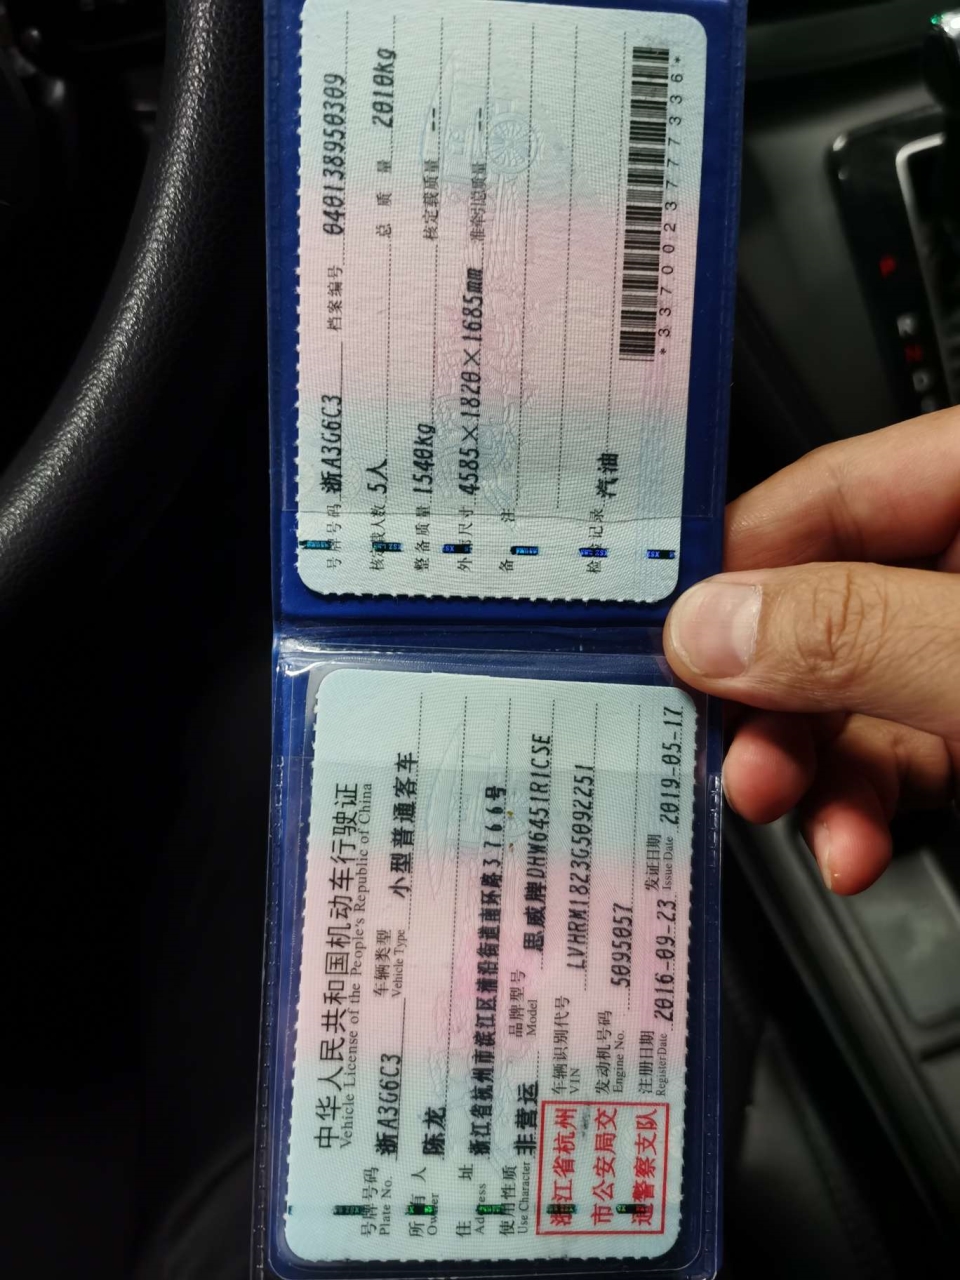 中华人民共和国机动车行驶证
Vehicle License of the People's Republic of China
号牌号码 浙A3G6C3 车辆类型 小型普通客车
Plate No. Vehicle Type
所有人 陈龙
Owner
住址 浙江省杭州市滨江区浦沿街道南环路3766号
Address
使用性质 非营运 品牌型号 思威牌DHW6451R1CSE
Use Character Model
浙江省杭州
市公安局交
通警察支队
车辆识别代号 LVHRM1823G5092251
VIN
发动机号码 5095057
Engine No.
注册日期 2016-09-23 发证日期 2019-05-17
Register Date Issue Date
号牌号码 浙A3G6C3 档案编号 040138950309
核定载人数 5人 总质量 2010kg
整备质量 1540kg 核定载质量 --
外廓尺寸 4585×1820×1685mm 准牵引总质量 --
备注
检验记录 汽油
*3370023777336*